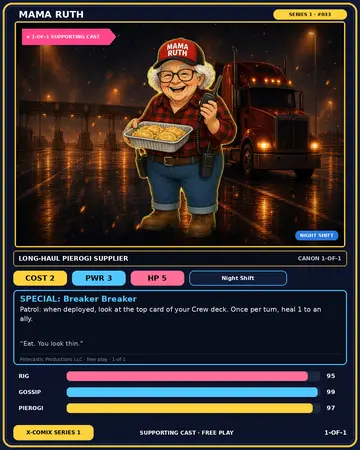 MAMA RUTH
SERIES 1 · #033
1-OF-1 SUPPORTING CAST
MAMA
RUTH
NIGHT SHIFT
LONG-HAUL PIEROGI SUPPLIER
CANON 1-OF-1
COST 2
PWR 3
HP 5
Night Shift
SPECIAL: Breaker Breaker
Patrol: when deployed, look at the top card of your Crew deck. Once per turn, heal 1 to an
ally.
"Eat. You look thin."
Pelecastic Productions LLC · free play · 1-of-1
RIG
95
GOSSIP
99
PIEROGI
97
X-COMIX SERIES 1
SUPPORTING CAST · FREE PLAY
1-OF-1